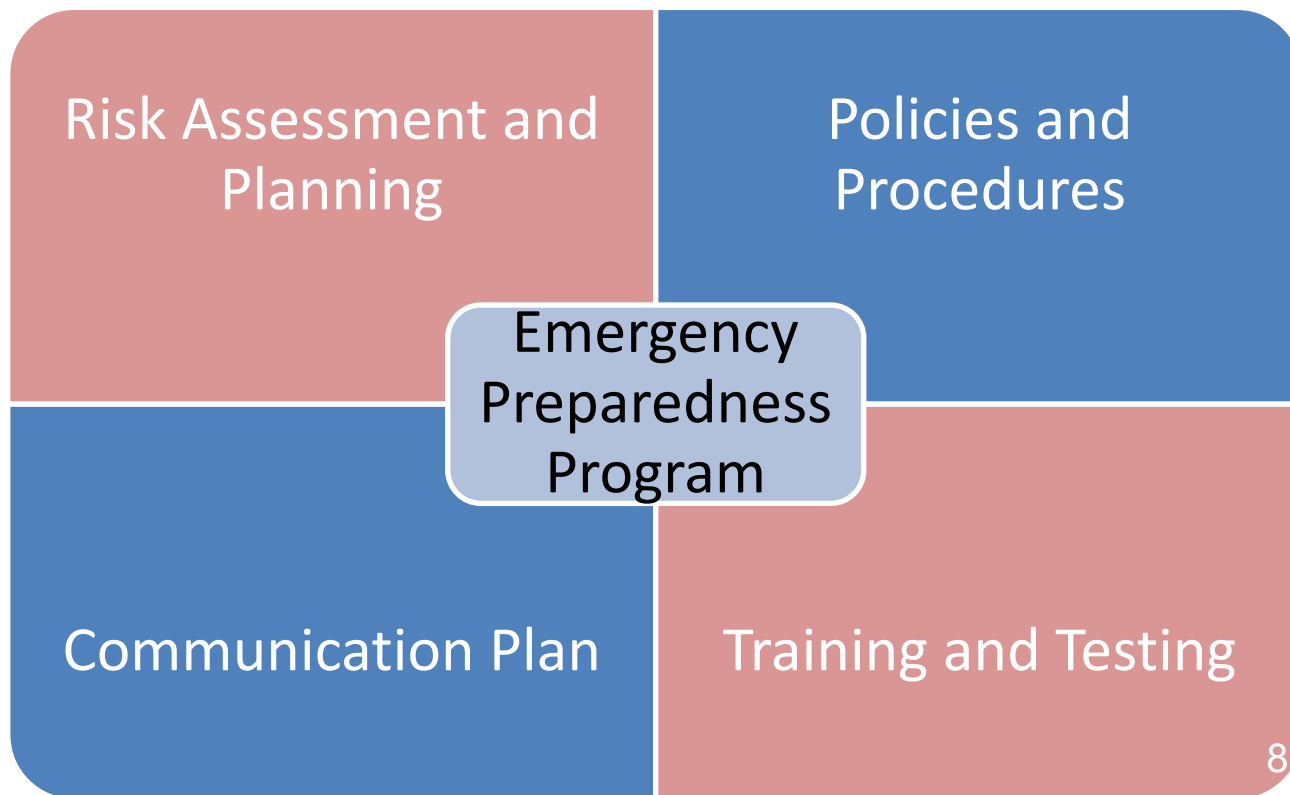 Risk Assessment and
Planning
Policies and
Procedures
Emergency
Preparedness
Program
Communication Plan
Training and Testing
8